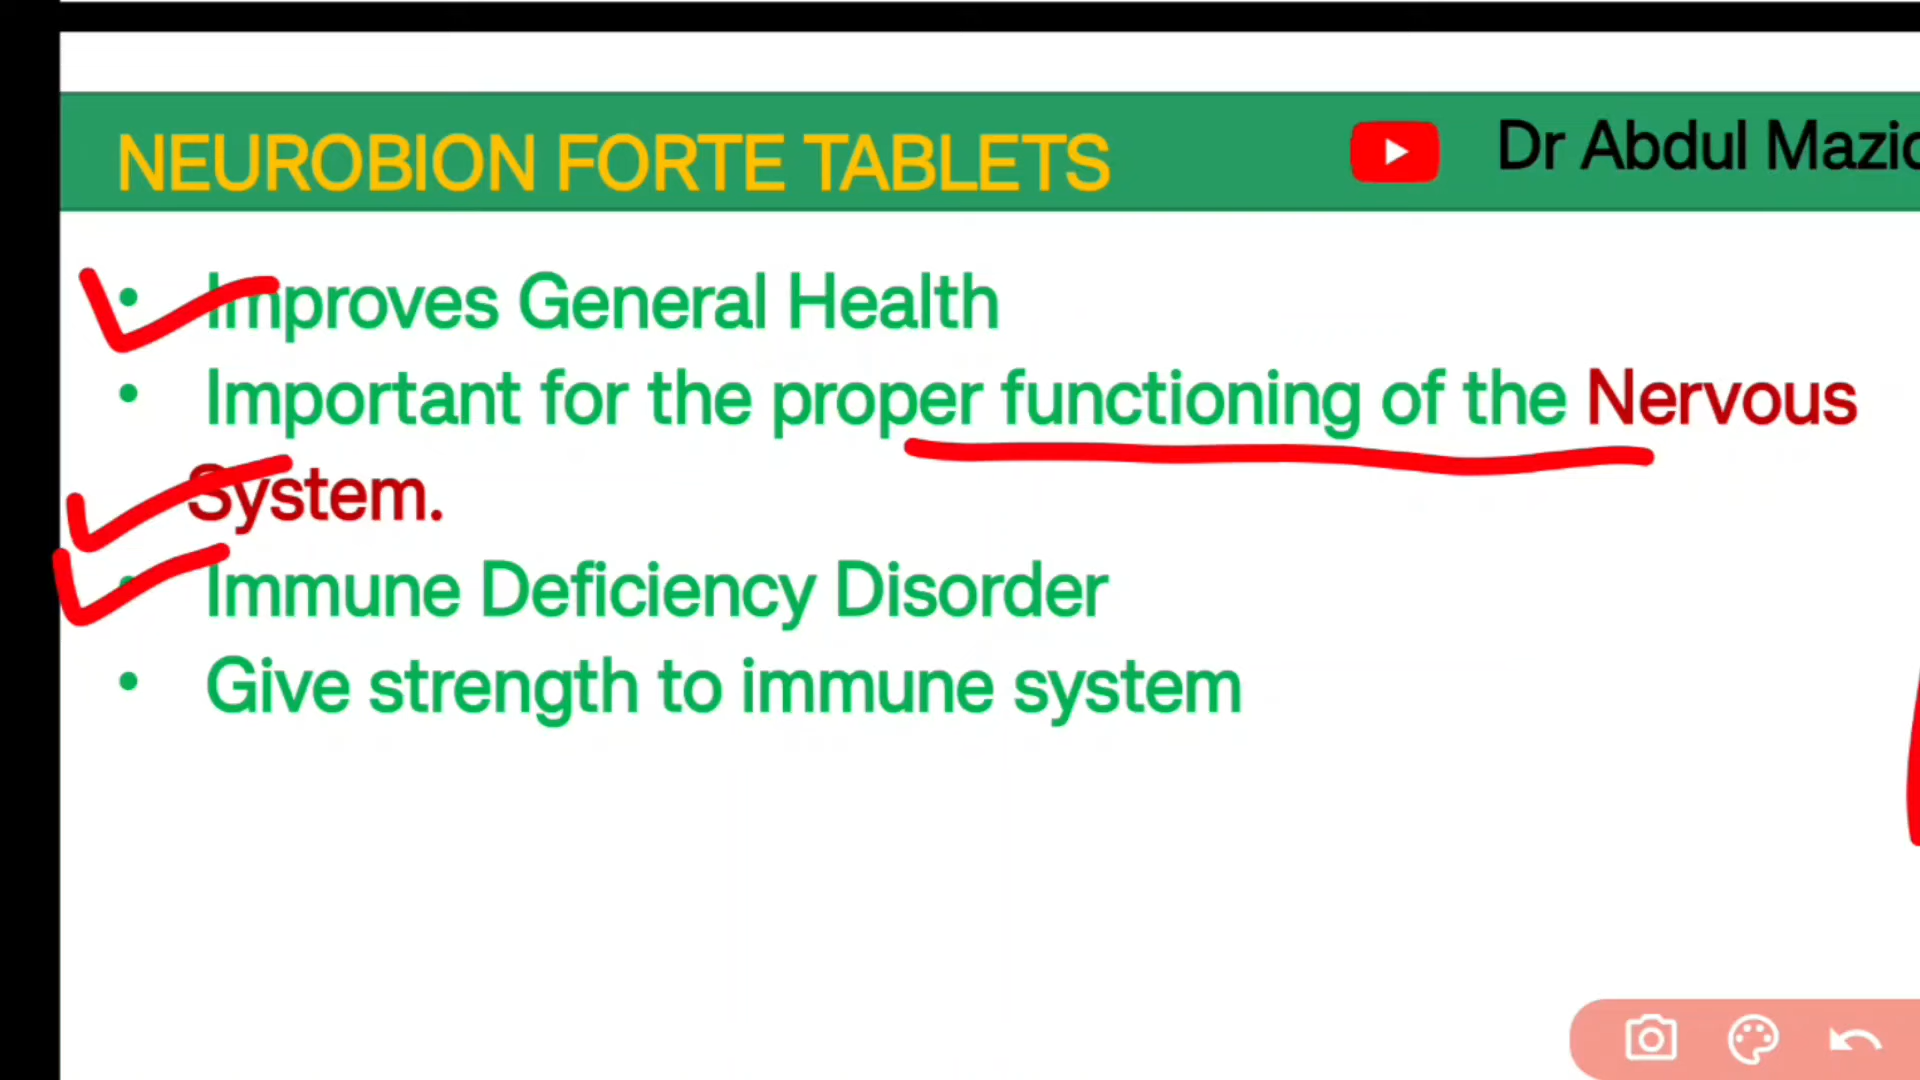 NEUROBION FORTE TABLETS
Dr Abdul
• Improves General Health
• Important for the proper functioning of the Nervous
System.
• Immune Deficiency Disorder
• Give strength to immune system